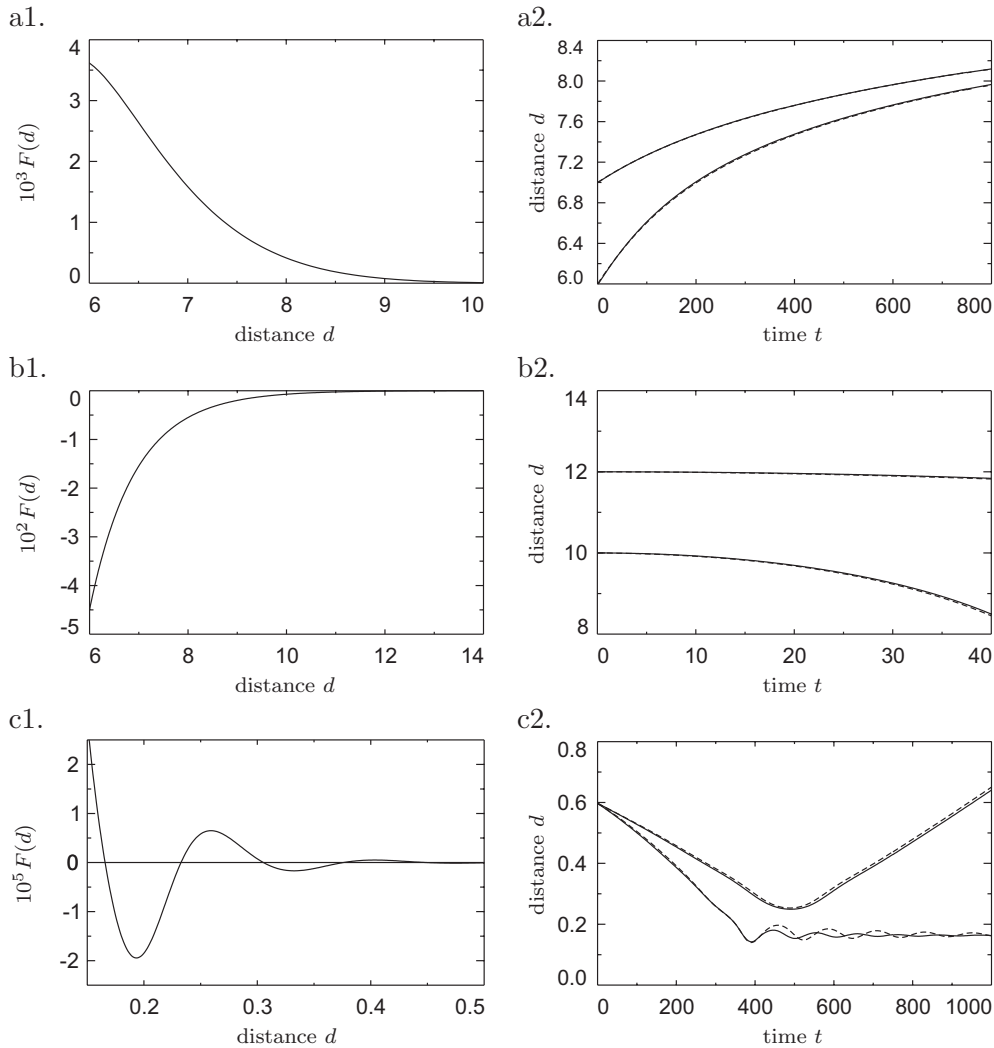 a1.
4
3
2
1
0
10³ F(d)
6 7 8 9 10
distance d
a2.
8.4
8.0
7.6
7.2
6.8
6.4
6.0
distance d
0 200 400 600 800
time t
b1.
0
-1
-2
-3
-4
-5
10² F(d)
6 8 10 12 14
distance d
b2.
14
12
10
8
distance d
0 10 20 30 40
time t
c1.
2
1
0
-1
-2
10⁵ F(d)
0.2 0.3 0.4 0.5
distance d
c2.
0.8
0.6
0.4
0.2
0.0
distance d
0 200 400 600 800 1000
time t